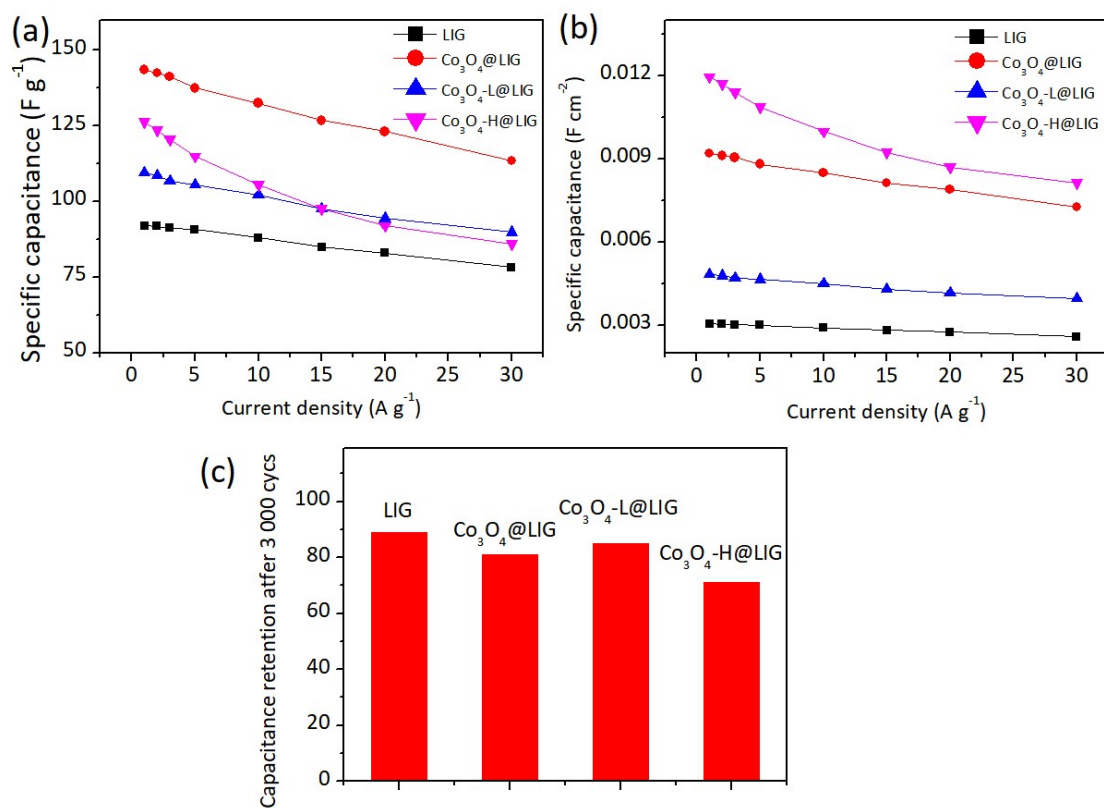 (a)
LIG
Co₃O₄@LIG
Co₃O₄-L@LIG
Co₃O₄-H@LIG
150
125
100
75
50
Specific capacitance (F g⁻¹)
0 5 10 15 20 25 30
Current density (A g⁻¹)
(b)
LIG
Co₃O₄@LIG
Co₃O₄-L@LIG
Co₃O₄-H@LIG
0.012
0.009
0.006
0.003
Specific capacitance (F cm⁻²)
0 5 10 15 20 25 30
Current density (A g⁻¹)
(c)
Capacitance retention atfer 3 000 cycs
100
80
60
40
20
0
LIG
Co₃O₄@LIG
Co₃O₄-L@LIG
Co₃O₄-H@LIG